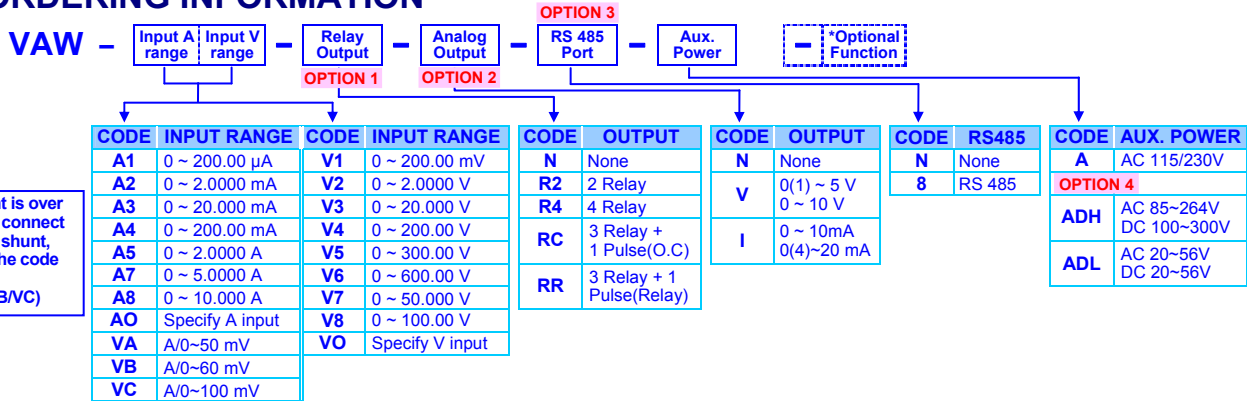 ORDERING INFORMATION
OPTION 3
VAW – Input A range Input V range – Relay Output – Analog Output – RS 485 Port – Aux. Power – *Optional Function
OPTION 1 OPTION 2
CODE INPUT RANGE
A1 0 ~ 200.00 µA
A2 0 ~ 2.0000 mA
A3 0 ~ 20.000 mA
A4 0 ~ 200.00 mA
A5 0 ~ 2.0000 A
A7 0 ~ 5.0000 A
A8 0 ~ 10.000 A
AO Specify A input
VA A/0~50 mV
VB A/0~60 mV
VC A/0~100 mV
CODE INPUT RANGE
V1 0 ~ 200.00 mV
V2 0 ~ 2.0000 V
V3 0 ~ 20.000 V
V4 0 ~ 200.00 V
V5 0 ~ 300.00 V
V6 0 ~ 600.00 V
V7 0 ~ 50.000 V
V8 0 ~ 100.00 V
VO Specify V input
CODE OUTPUT
N None
R2 2 Relay
R4 4 Relay
RC 3 Relay +
1 Pulse(O.C)
RR 3 Relay + 1
Pulse(Relay)
CODE OUTPUT
N None
V 0(1) ~ 5 V
0 ~ 10 V
I 0 ~ 10mA
0(4)~20 mA
CODE RS485
N None
8 RS 485
CODE AUX. POWER
A AC 115/230V
OPTION 4
ADH AC 85~264V
DC 100~300V
ADL AC 20~56V
DC 20~56V
is over
connect
shunt,
code
B/VC)